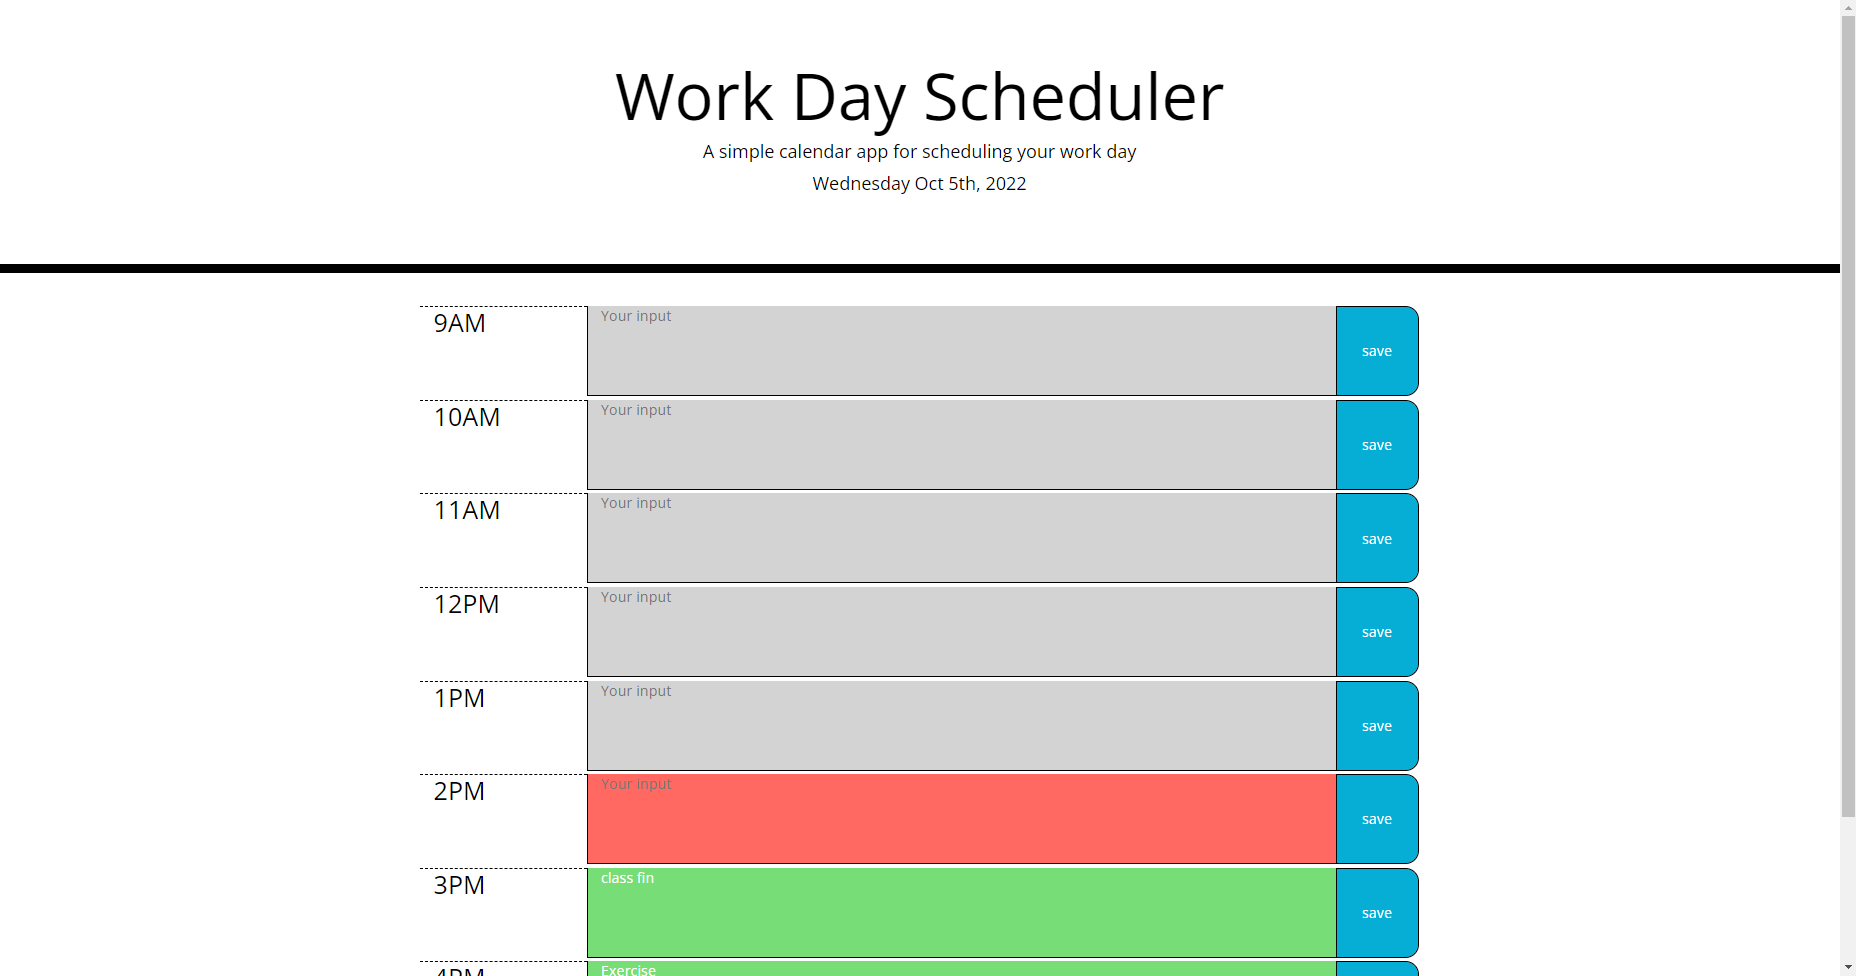 Work Day Scheduler
A simple calendar app for scheduling your work day
Wednesday Oct 5th, 2022
9AM
Your input
save
10AM
Your input
save
11AM
Your input
save
12PM
Your input
save
1PM
Your input
save
2PM
Your input
save
3PM
class fin
save
4PM
Exercise